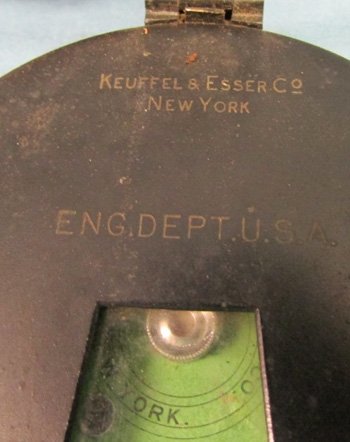 KEUFFEL & ESSER CO
NEW YORK
ENG. DEPT. U.S.A.
YORK.